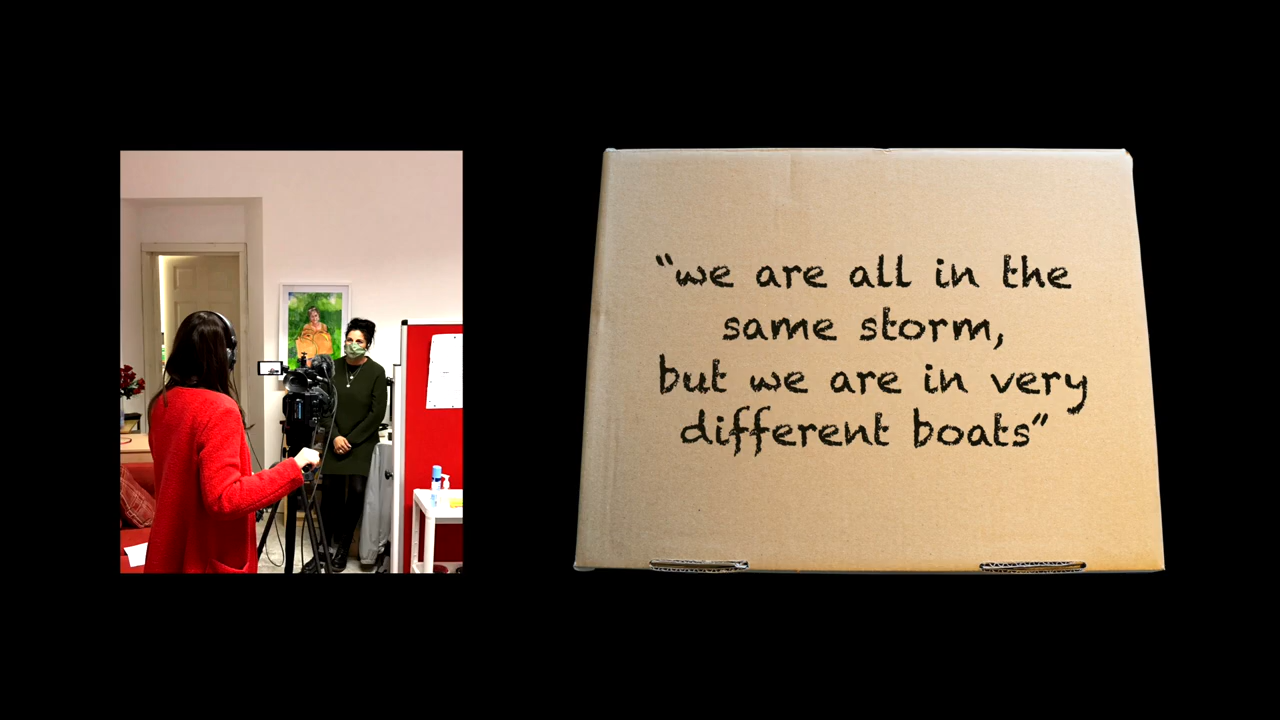 “we are all in the
same storm,
but we are in very
different boats”